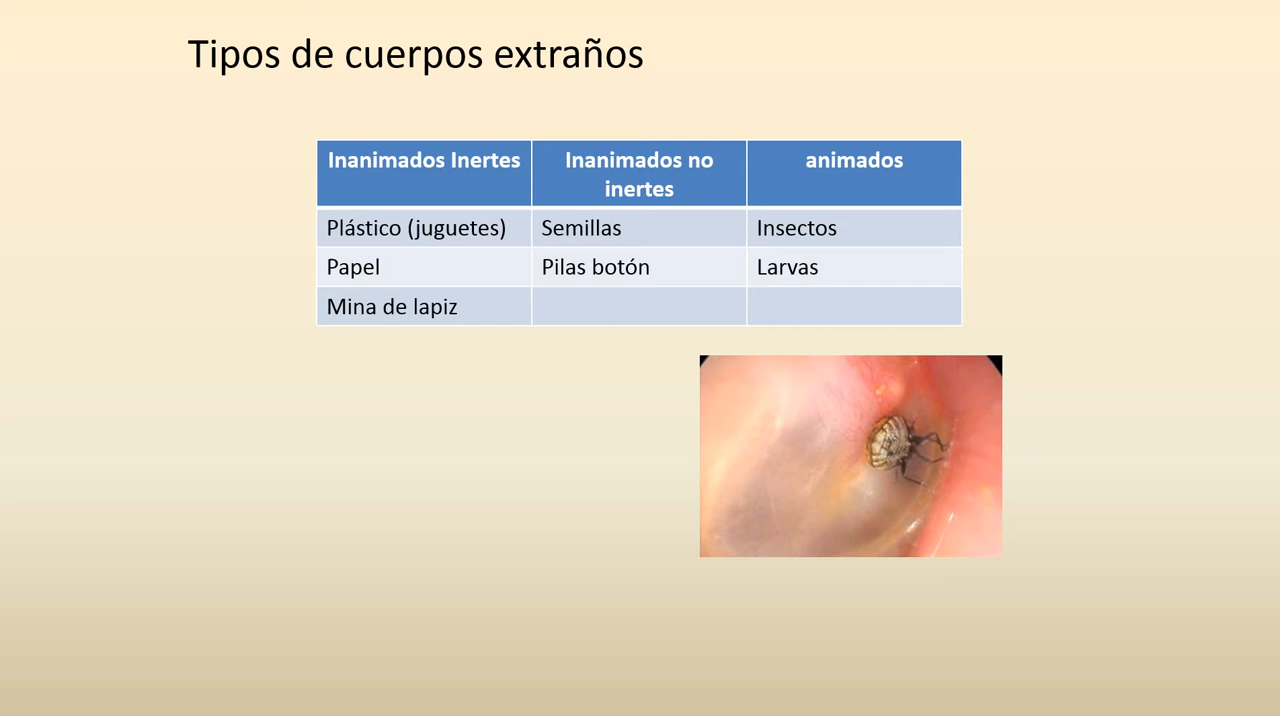 Tipos de cuerpos extraños
Inanimados Inertes
Inanimados no
inertes
animados
Plástico (juguetes)
Semillas
Insectos
Papel
Pilas botón
Larvas
Mina de lapiz